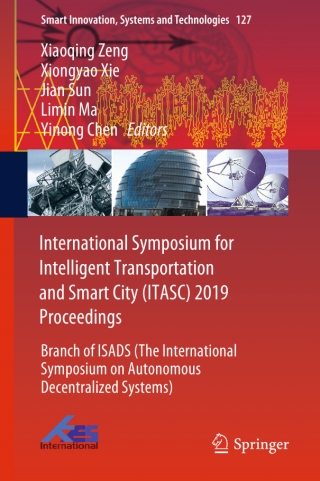 Smart Innovation, Systems and Technologies 127
Xiaoqing Zeng
Xiongyao Xie
Jian Sun
Limin Ma
Yinong Chen Editors
International Symposium for
Intelligent Transportation
and Smart City (ITASC) 2019
Proceedings
Branch of ISADS (The International
Symposium on Autonomous
Decentralized Systems)
KES
International
Springer